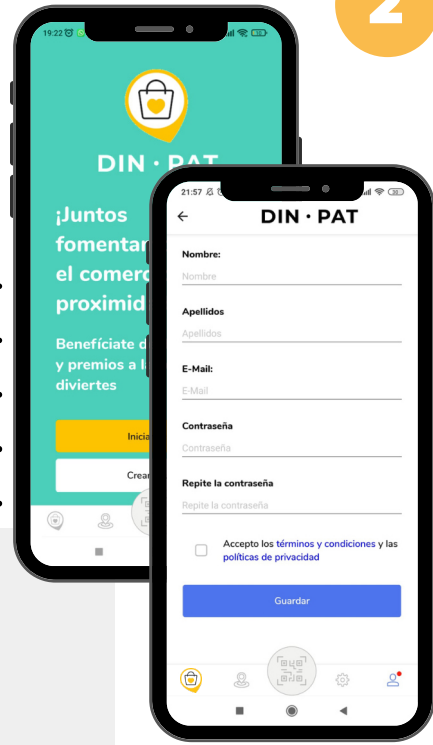 2
19:22
DIN · PAT
¡Juntos
fomentar
el comerc
proximid
Benefíciate d
y premios a l
diviertes
Inicia
Crear
21:57
DIN · PAT
Nombre:
Nombre
Apellidos
Apellidos
E-Mail:
E-Mail
Contraseña
Contraseña
Repite la contraseña
Repite la contraseña
Accepto los términos y condiciones y las
políticas de privacidad
Guardar